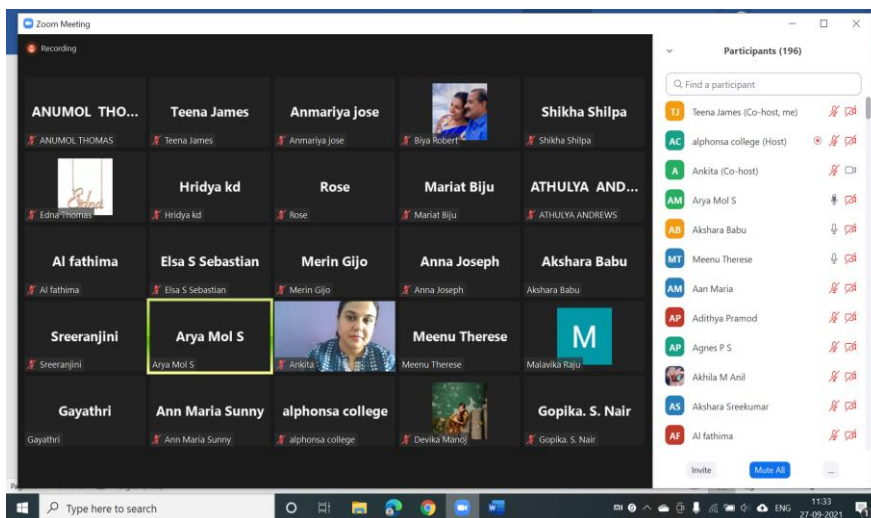 Zoom Meeting
Recording
ANUMOL THO...
ANUMOL THOMAS
Teena James
Teena James
Anmariya jose
Anmariya jose
Biya Robert
Shikha Shilpa
Shikha Shilpa
Edna
Edna Thomas
Hridya kd
Hridya kd
Rose
Rose
Mariat Biju
Mariat Biju
ATHULYA AND...
ATHULYA ANDREWS
Al fathima
Al fathima
Elsa S Sebastian
Elsa S Sebastian
Merin Gijo
Merin Gijo
Anna Joseph
Anna Joseph
Akshara Babu
Akshara Babu
Sreeranjini
Sreeranjini
Arya Mol S
Arya Mol S
Ankita
Meenu Therese
Meenu Therese
M
Malavika Raju
Gayathri
Gayathri
Ann Maria Sunny
Ann Maria Sunny
alphonsa college
alphonsa college
Devika Manoj
Gopika. S. Nair
Gopika. S. Nair
Participants (196)
Find a participant
TJ Teena James (Co-host, me)
AC alphonsa college (Host)
A Ankita (Co-host)
AM Arya Mol S
AB Akshara Babu
MT Meenu Therese
AM Aan Maria
AP Adithya Pramod
AP Agnes P S
Akhila M Anil
AS Akshara Sreekumar
AF Al fathima
Invite
Mute All
...
Type here to search
ENG
11:33
27-09-2021